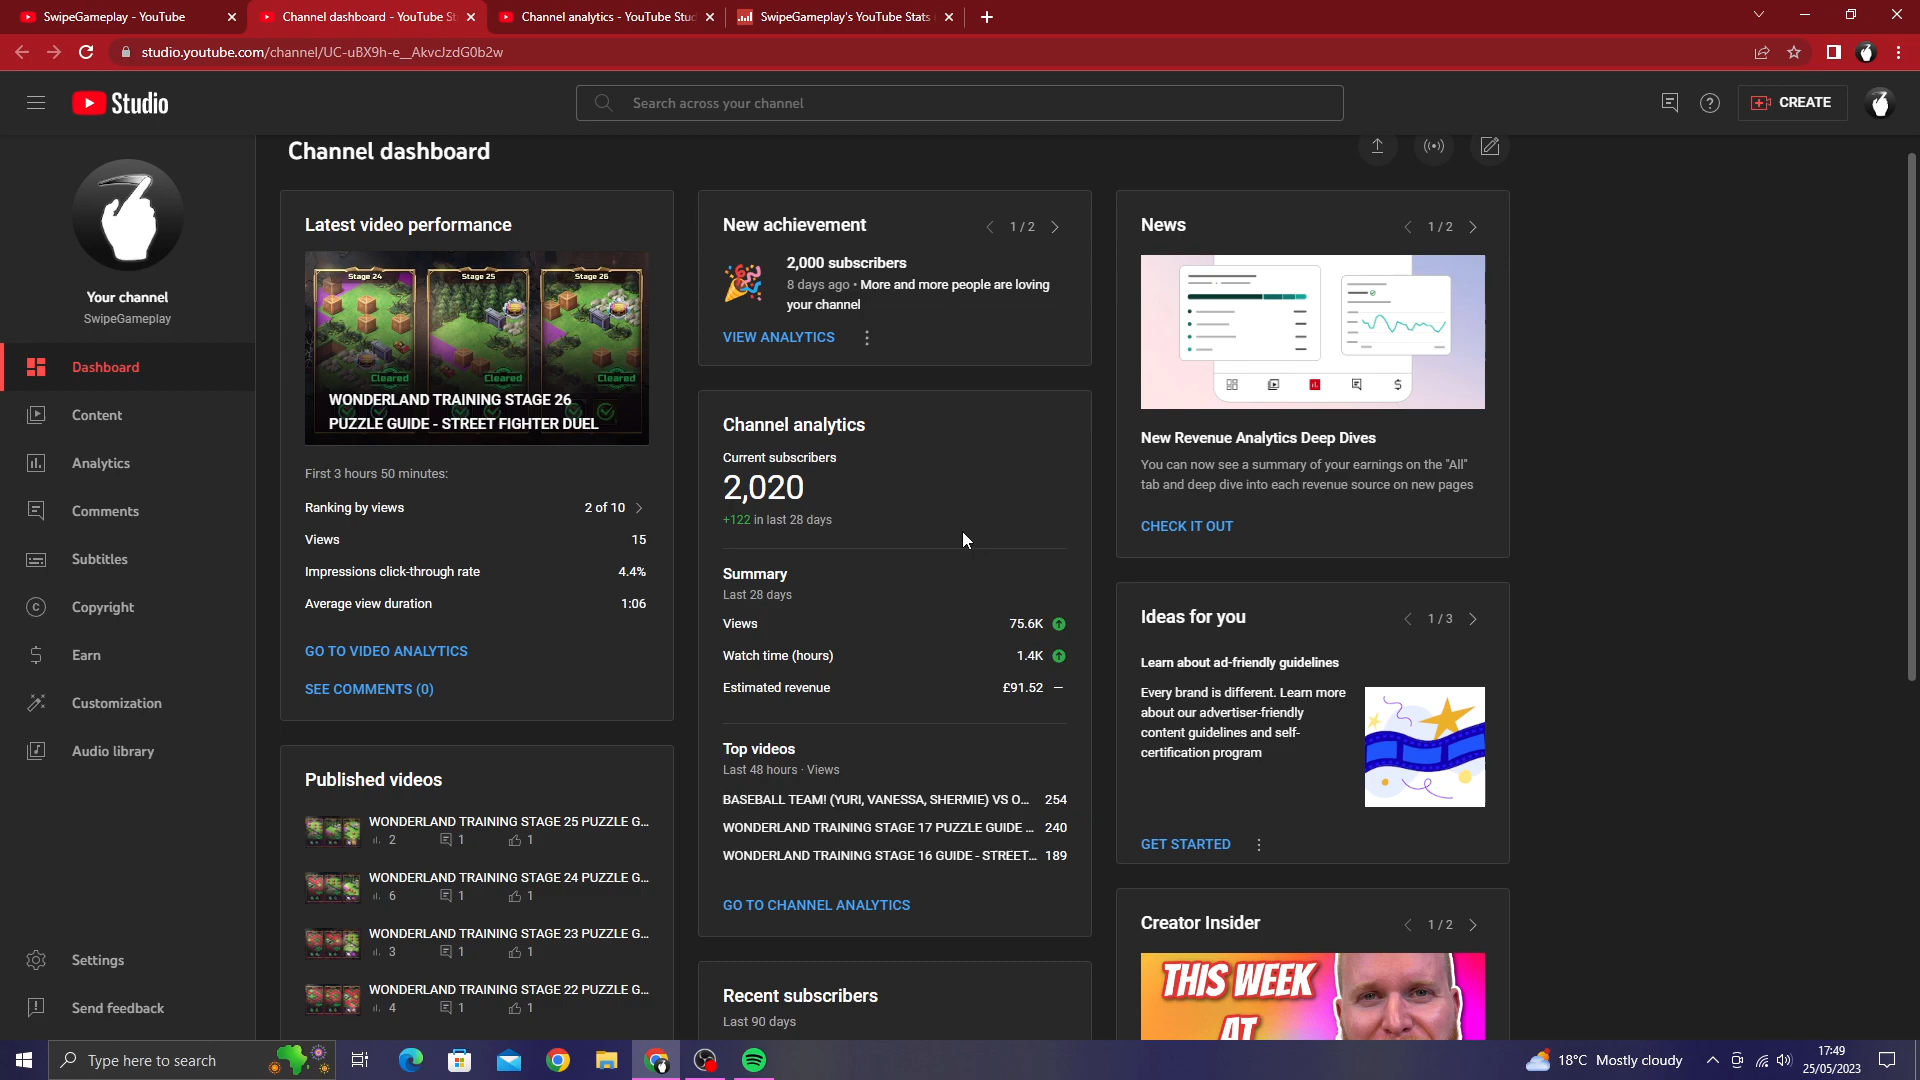 SwipeGameplay - YouTube
Channel dashboard - YouTube St
Channel analytics - YouTube Stud
SwipeGameplay's YouTube Stats
studio.youtube.com/channel/UC-uBX9h-e__AkvcJzdG0b2w
Studio
Search across your channel
CREATE
Your channel
SwipeGameplay
Dashboard
Content
Analytics
Comments
Subtitles
Copyright
Earn
Customization
Audio library
Settings
Send feedback
Channel dashboard
Latest video performance
Stage 24
Stage 25
Stage 26
Cleared
Cleared
Cleared
WONDERLAND TRAINING STAGE 26
PUZZLE GUIDE - STREET FIGHTER DUEL
First 3 hours 50 minutes:
Ranking by views 2 of 10
Views 15
Impressions click-through rate 4.4%
Average view duration 1:06
GO TO VIDEO ANALYTICS
SEE COMMENTS (0)
Published videos
WONDERLAND TRAINING STAGE 25 PUZZLE G...
2 1 1
WONDERLAND TRAINING STAGE 24 PUZZLE G...
6 1 1
WONDERLAND TRAINING STAGE 23 PUZZLE G...
3 1 1
WONDERLAND TRAINING STAGE 22 PUZZLE G...
4 1 1
New achievement
1 / 2
2,000 subscribers
8 days ago · More and more people are loving
your channel
VIEW ANALYTICS
Channel analytics
Current subscribers
2,020
+122 in last 28 days
Summary
Last 28 days
Views 75.6K
Watch time (hours) 1.4K
Estimated revenue £91.52 —
Top videos
Last 48 hours · Views
BASEBALL TEAM! (YURI, VANESSA, SHERMIE) VS O... 254
WONDERLAND TRAINING STAGE 17 PUZZLE GUIDE ... 240
WONDERLAND TRAINING STAGE 16 GUIDE - STREET... 189
GO TO CHANNEL ANALYTICS
Recent subscribers
Last 90 days
News
1 / 2
New Revenue Analytics Deep Dives
You can now see a summary of your earnings on the "All"
tab and deep dive into each revenue source on new pages
CHECK IT OUT
Ideas for you
1 / 3
Learn about ad-friendly guidelines
Every brand is different. Learn more
about our advertiser-friendly
content guidelines and self-
certification program
GET STARTED
Creator Insider
1 / 2
THIS WEEK
AT
Type here to search
18°C Mostly cloudy
17:49
25/05/2023